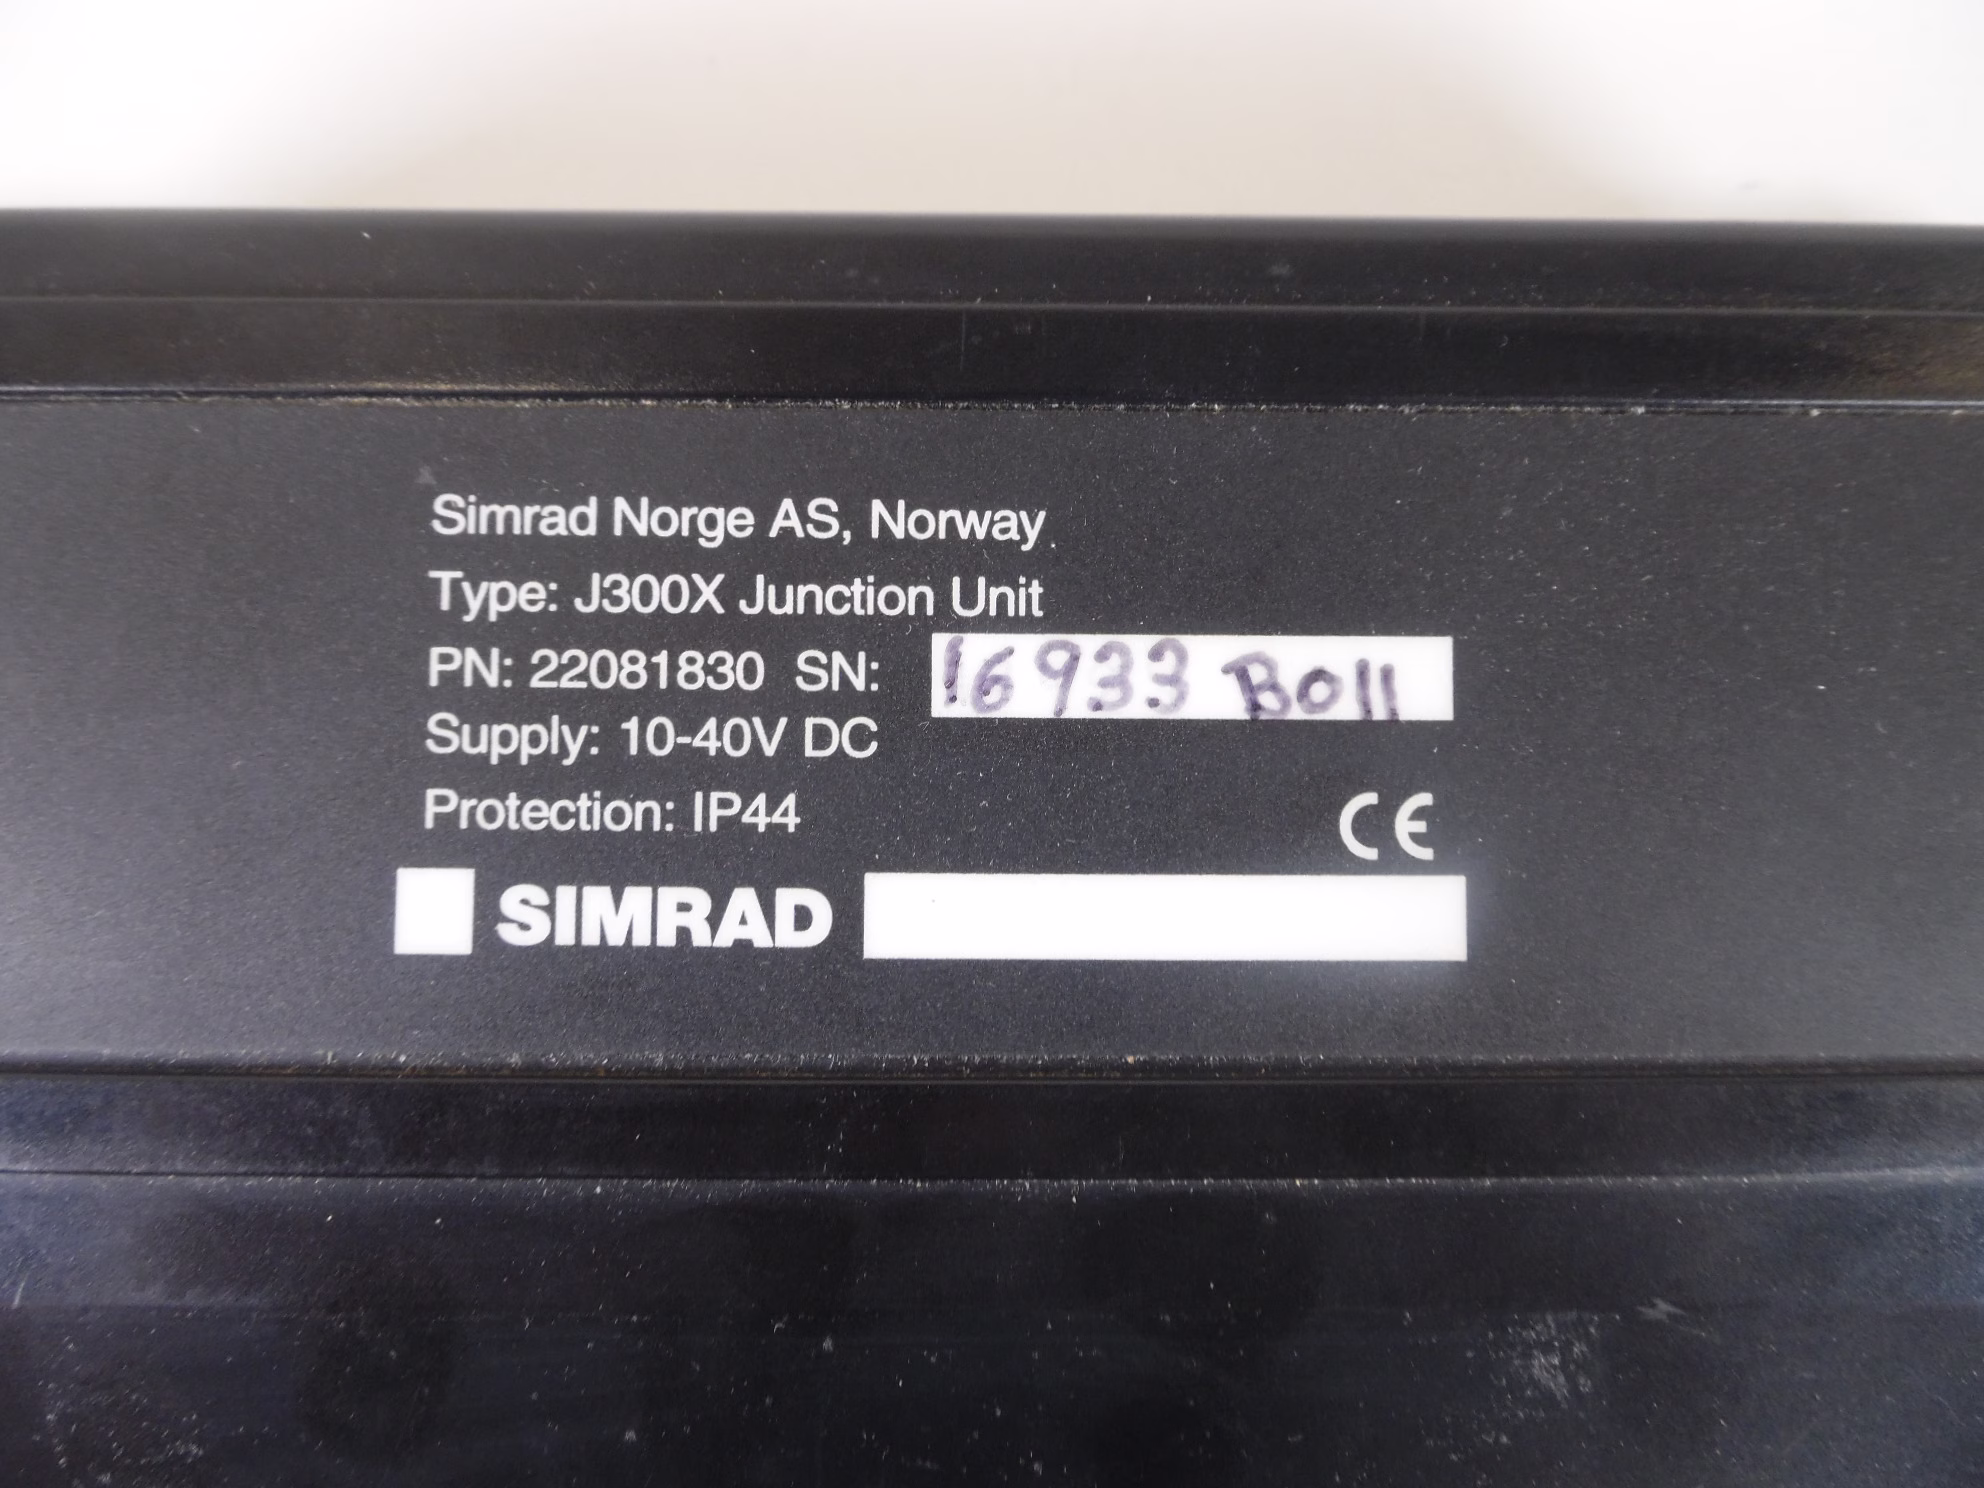 Simrad Norge AS, Norway
Type: J300X Junction Unit
PN: 22081830 SN: 16933 B011
Supply: 10-40V DC
Protection: IP44
CE
SIMRAD